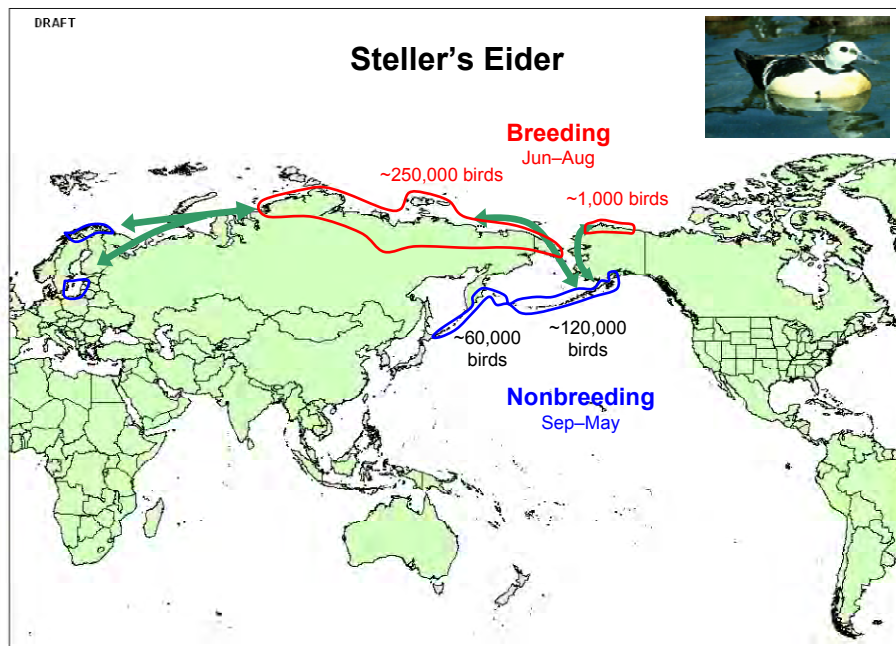 DRAFT
Steller's Eider
Breeding
Jun–Aug
~250,000 birds
~1,000 birds
~60,000
birds
~120,000
birds
Nonbreeding
Sep–May